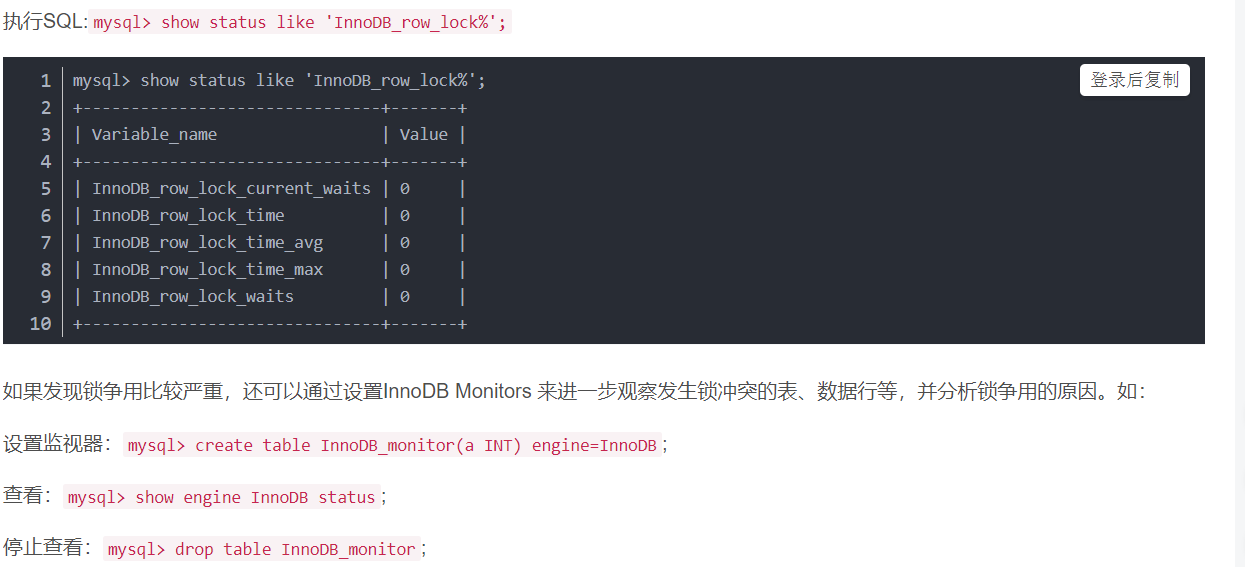 执行SQL:mysql> show status like 'InnoDB_row_lock%';
登录后复制
1 mysql> show status like 'InnoDB_row_lock%';
2 +-------------------------------+-------+
3 | Variable_name                 | Value |
4 +-------------------------------+-------+
5 | InnoDB_row_lock_current_waits | 0     |
6 | InnoDB_row_lock_time          | 0     |
7 | InnoDB_row_lock_time_avg      | 0     |
8 | InnoDB_row_lock_time_max      | 0     |
9 | InnoDB_row_lock_waits         | 0     |
10 +-------------------------------+-------+
如果发现锁争用比较严重，还可以通过设置InnoDB Monitors 来进一步观察发生锁冲突的表、数据行等，并分析锁争用的原因。如：
设置监视器：mysql> create table InnoDB_monitor(a INT) engine=InnoDB;
查看：mysql> show engine InnoDB status;
停止查看：mysql> drop table InnoDB_monitor;